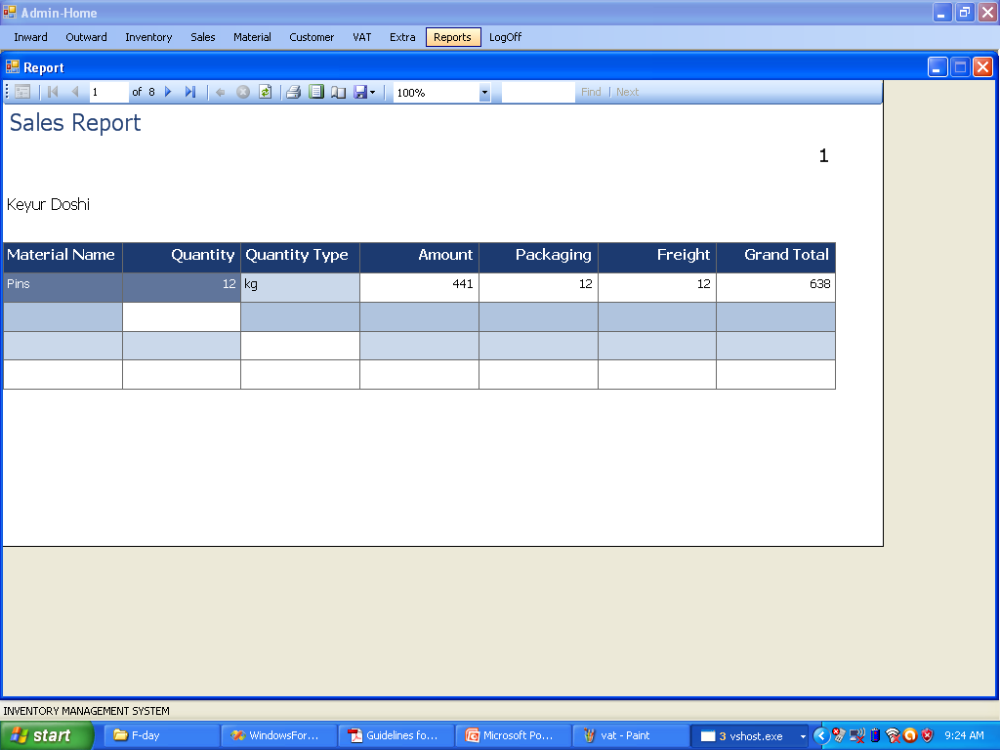 Admin-Home
Inward Outward Inventory Sales Material Customer VAT Extra Reports LogOff
Report
1 of 8 100% Find | Next
Sales Report
1
Keyur Doshi
Material Name Quantity Quantity Type Amount Packaging Freight Grand Total
Pins 12 kg 441 12 12 638
INVENTORY MANAGEMENT SYSTEM
start F-day WindowsFor... Guidelines fo... Microsoft Po... vat - Paint 3 vshost.exe 9:24 AM